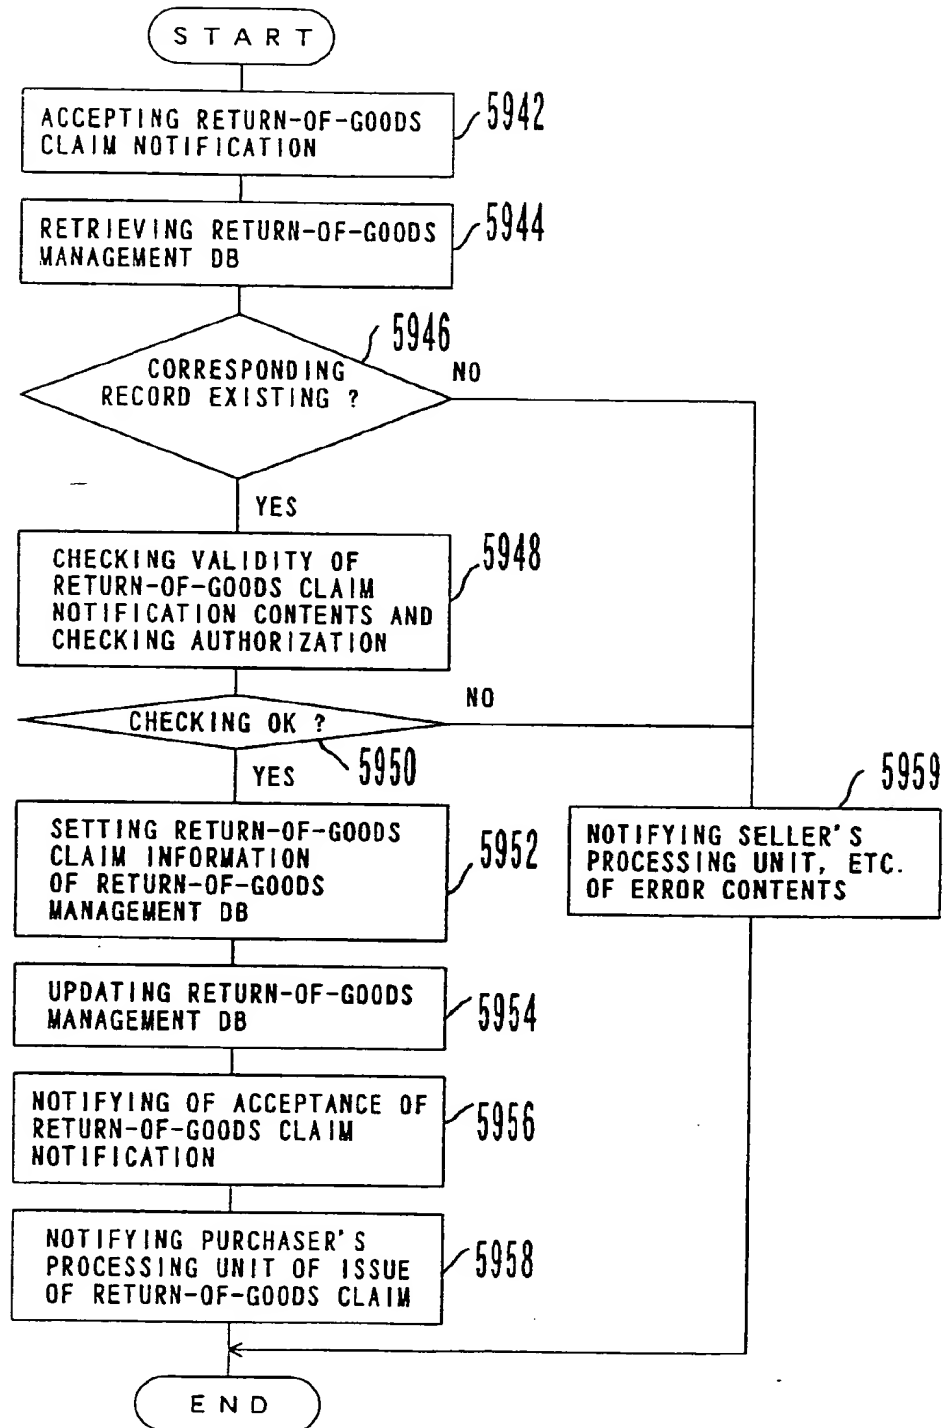 START
ACCEPTING RETURN-OF-GOODS
CLAIM NOTIFICATION
5942
RETRIEVING RETURN-OF-GOODS
MANAGEMENT DB
5944
CORRESPONDING
RECORD EXISTING ?
5946
NO
YES
CHECKING VALIDITY OF
RETURN-OF-GOODS CLAIM
NOTIFICATION CONTENTS AND
CHECKING AUTHORIZATION
5948
CHECKING OK ?
NO
5950
YES
SETTING RETURN-OF-GOODS
CLAIM INFORMATION
OF RETURN-OF-GOODS
MANAGEMENT DB
5952
5959
NOTIFYING SELLER'S
PROCESSING UNIT, ETC.
OF ERROR CONTENTS
UPDATING RETURN-OF-GOODS
MANAGEMENT DB
5954
NOTIFYING OF ACCEPTANCE OF
RETURN-OF-GOODS CLAIM
NOTIFICATION
5956
NOTIFYING PURCHASER'S
PROCESSING UNIT OF ISSUE
OF RETURN-OF-GOODS CLAIM
5958
END